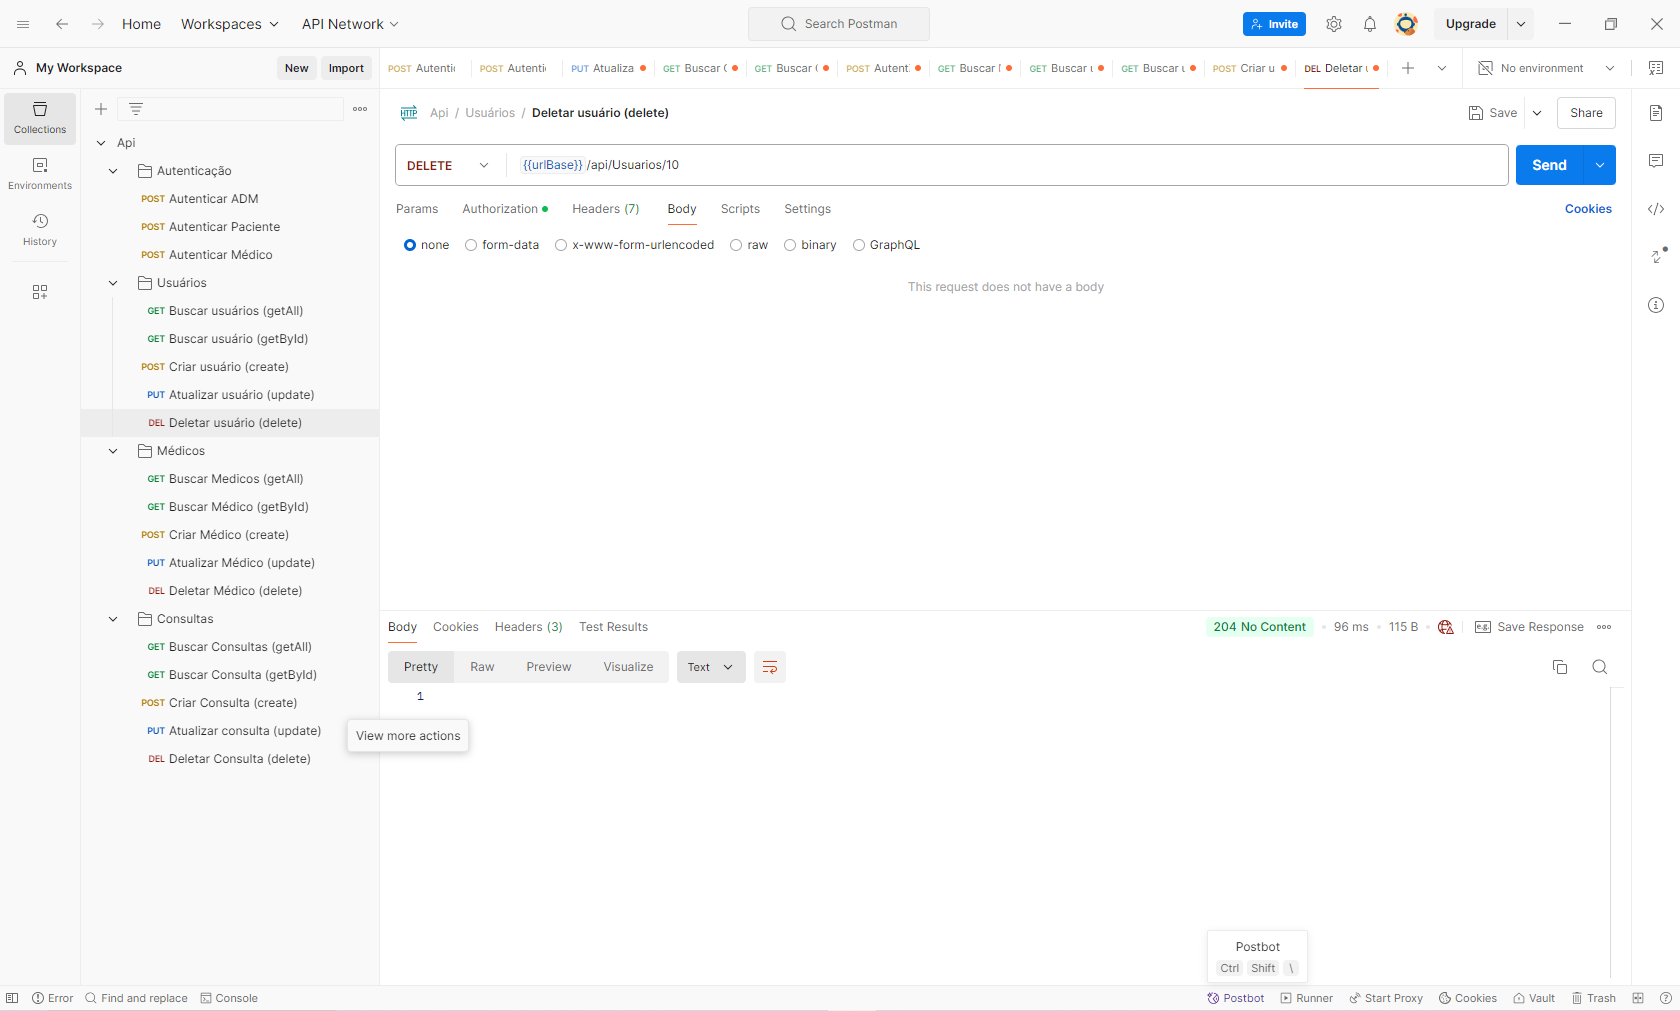 Home Workspaces API Network Search Postman Invite Upgrade
My Workspace New Import
POST Autentic POST Autentic PUT Atualiza GET Buscar GET Buscar POST Autent GET Buscar GET Buscar GET Buscar POST Criar u DEL Deletar No environment
Collections
Environments
History
Api
Autenticação
POST Autenticar ADM
POST Autenticar Paciente
POST Autenticar Médico
Usuários
GET Buscar usuários (getAll)
GET Buscar usuário (getById)
POST Criar usuário (create)
PUT Atualizar usuário (update)
DEL Deletar usuário (delete)
Médicos
GET Buscar Medicos (getAll)
GET Buscar Médico (getById)
POST Criar Médico (create)
PUT Atualizar Médico (update)
DEL Deletar Médico (delete)
Consultas
GET Buscar Consultas (getAll)
GET Buscar Consulta (getById)
POST Criar Consulta (create)
PUT Atualizar consulta (update)
DEL Deletar Consulta (delete)
View more actions
HTTP Api / Usuários / Deletar usuário (delete) Save Share
DELETE {{urlBase}} /api/Usuarios/10 Send
Params Authorization Headers (7) Body Scripts Settings Cookies
none form-data x-www-form-urlencoded raw binary GraphQL
This request does not have a body
Body Cookies Headers (3) Test Results 204 No Content 96 ms 115 B e.g. Save Response
Pretty Raw Preview Visualize Text
1
Postbot
Ctrl Shift \
Error Find and replace Console Postbot Runner Start Proxy Cookies Vault Trash